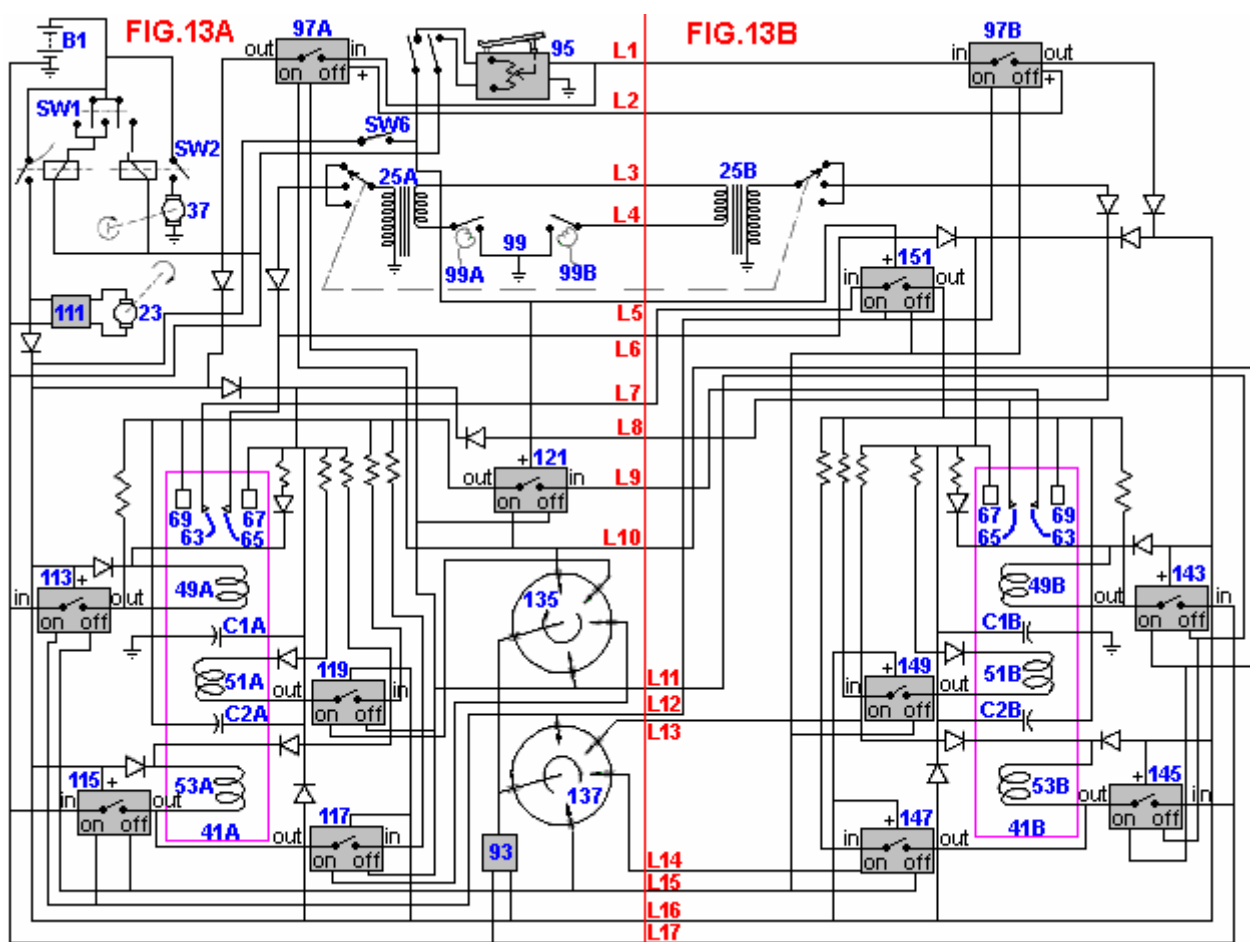 FIG.13A FIG.13B
B1
97A
out in
on off +
95
L1
97B
in out
on off +
L2
SW1
SW6
SW2
25A
L3
25B
37
L4
99
99A 99B
151
+
in out
on off
111
23
L5
L6
L7
L8
121
+
out in
on off
L9
69 67
63 65
67 69
65 63
L10
113
+
in out
on off
49A
135
49B
143
+
out in
on off
C1A
C1B
119
51A
out in
on off
L11
149
in out
on off
51B
C2A
L12
C2B
L13
115
+
in out
on off
53A
137
53B
145
+
out in
on off
117
out in
on off
41A
93
147
+
in out
on off
41B
L14
L15
L16
L17